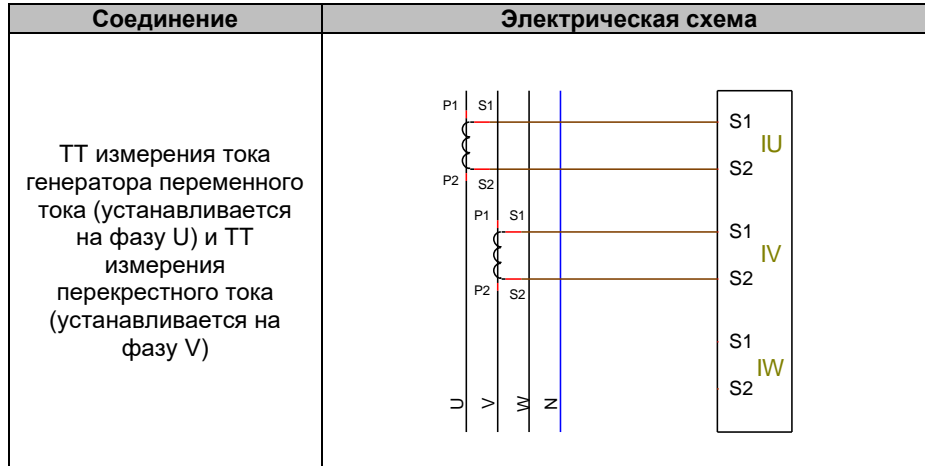 Соединение
Электрическая схема
ТТ измерения тока
генератора переменного
тока (устанавливается
на фазу U) и ТТ
измерения
перекрестного тока
(устанавливается на
фазу V)
P1 S1
P2 S2
P1 S1
P2 S2
U V W N
S1
IU
S2
S1
IV
S2
S1
IW
S2